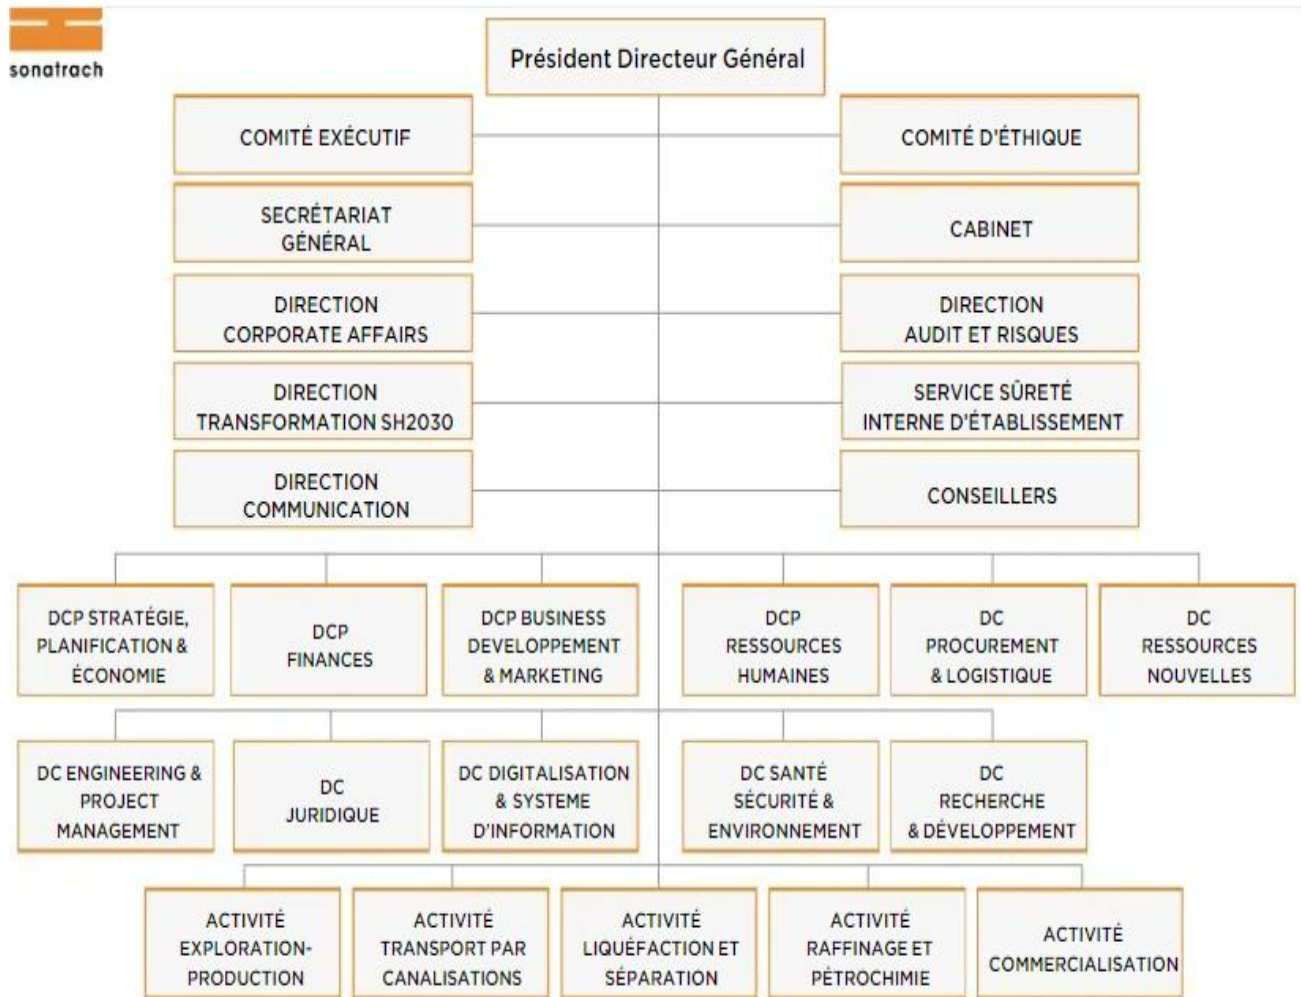 sonatrach
Président Directeur Général
COMITÉ EXÉCUTIF
COMITÉ D'ÉTHIQUE
SECRÉTARIAT
GÉNÉRAL
CABINET
DIRECTION
CORPORATE AFFAIRS
DIRECTION
AUDIT ET RISQUES
DIRECTION
TRANSFORMATION SH2030
SERVICE SÛRETÉ
INTERNE D'ÉTABLISSEMENT
DIRECTION
COMMUNICATION
CONSEILLERS
DCP STRATÉGIE,
PLANIFICATION &
ÉCONOMIE
DCP
FINANCES
DCP BUSINESS
DEVELOPPEMENT
& MARKETING
DCP
RESSOURCES
HUMAINES
DC
PROCUREMENT
& LOGISTIQUE
DC
RESSOURCES
NOUVELLES
DC ENGINEERING &
PROJECT
MANAGEMENT
DC
JURIDIQUE
DC DIGITALISATION
& SYSTEME
D'INFORMATION
DC SANTÉ
SÉCURITÉ &
ENVIRONNEMENT
DC
RECHERCHE
& DÉVELOPPEMENT
ACTIVITÉ
EXPLORATION-
PRODUCTION
ACTIVITÉ
TRANSPORT PAR
CANALISATIONS
ACTIVITÉ
LIQUÉFACTION ET
SÉPARATION
ACTIVITÉ
RAFFINAGE ET
PÉTROCHIMIE
ACTIVITÉ
COMMERCIALISATION